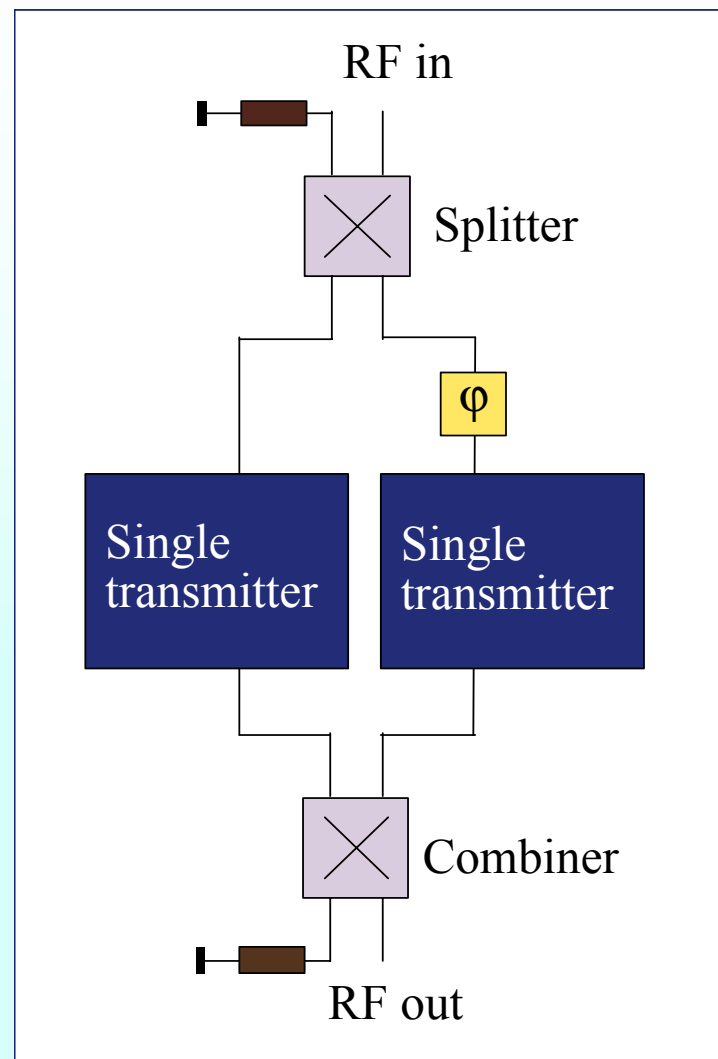 RF in
Splitter
φ
Single
transmitter
Single
transmitter
Combiner
RF out